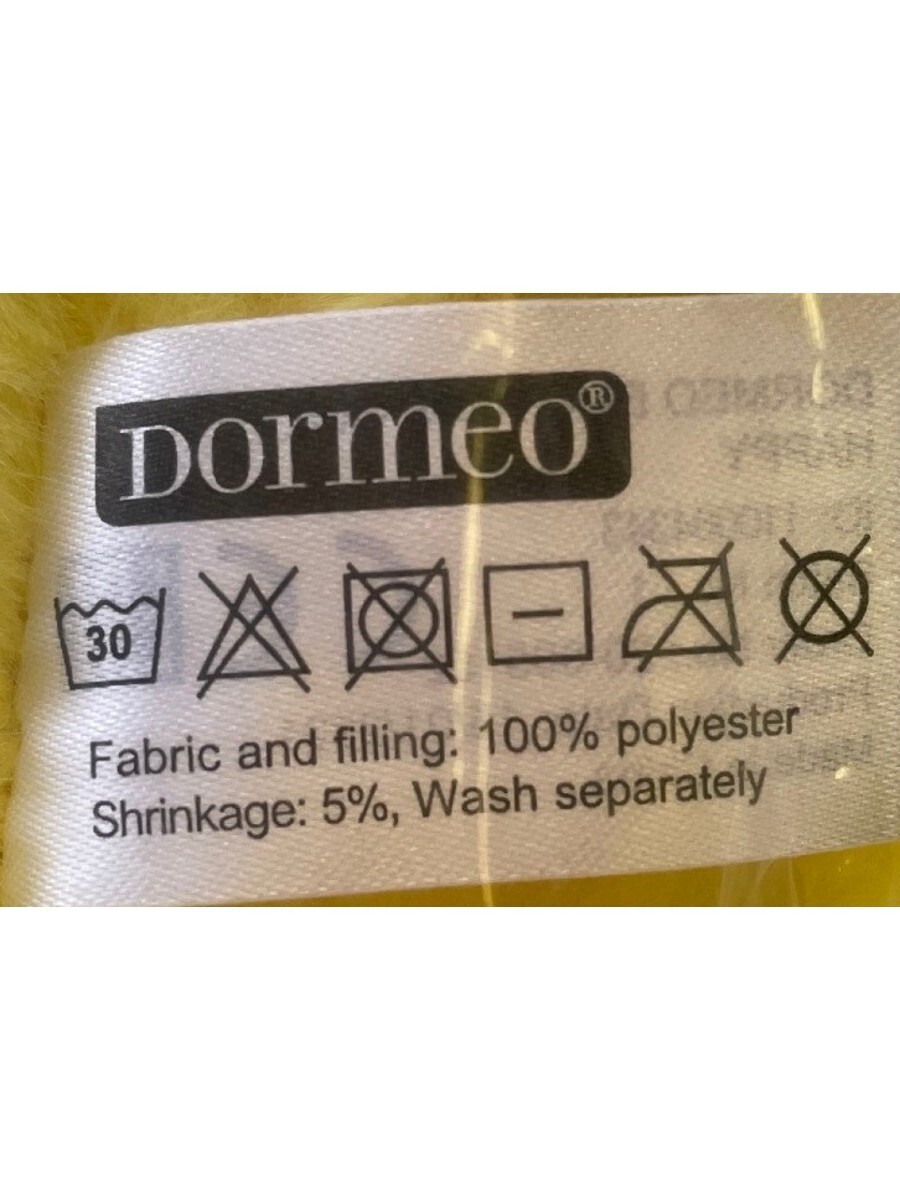 Dormeo®
30
Fabric and filling: 100% polyester
Shrinkage: 5%, Wash separately